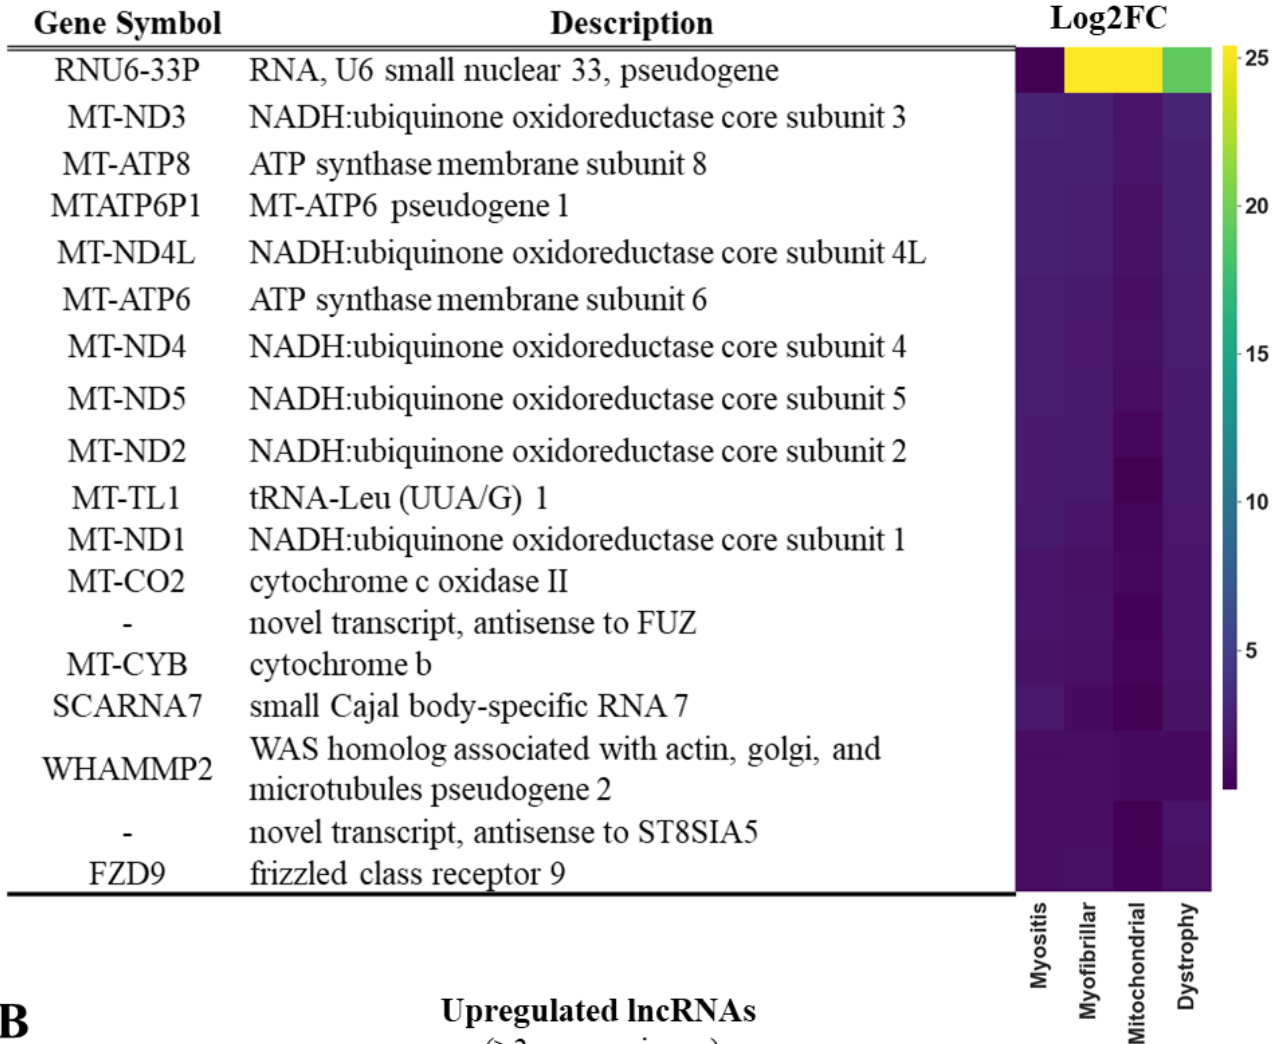 Gene Symbol Description Log2FC
RNU6-33P RNA, U6 small nuclear 33, pseudogene
MT-ND3 NADH:ubiquinone oxidoreductase core subunit 3
MT-ATP8 ATP synthase membrane subunit 8
MTATP6P1 MT-ATP6 pseudogene 1
MT-ND4L NADH:ubiquinone oxidoreductase core subunit 4L
MT-ATP6 ATP synthase membrane subunit 6
MT-ND4 NADH:ubiquinone oxidoreductase core subunit 4
MT-ND5 NADH:ubiquinone oxidoreductase core subunit 5
MT-ND2 NADH:ubiquinone oxidoreductase core subunit 2
MT-TL1 tRNA-Leu (UUA/G) 1
MT-ND1 NADH:ubiquinone oxidoreductase core subunit 1
MT-CO2 cytochrome c oxidase II
- novel transcript, antisense to FUZ
MT-CYB cytochrome b
SCARNA7 small Cajal body-specific RNA 7
WHAMMP2 WAS homolog associated with actin, golgi, and
microtubules pseudogene 2
- novel transcript, antisense to ST8SIA5
FZD9 frizzled class receptor 9
25
20
15
10
5
Myositis
Myofibrillar
Mitochondrial
Dystrophy
B Upregulated lncRNAs